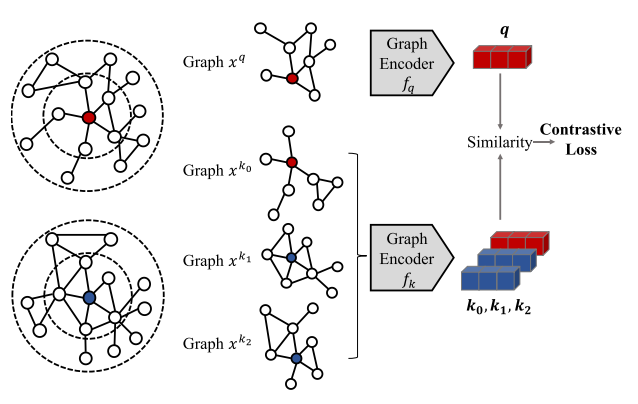 Graph x^q
Graph
Encoder
f_q
q
Graph x^{k_0}
Similarity
Contrastive
Loss
Graph x^{k_1}
Graph
Encoder
f_k
k_0, k_1, k_2
Graph x^{k_2}